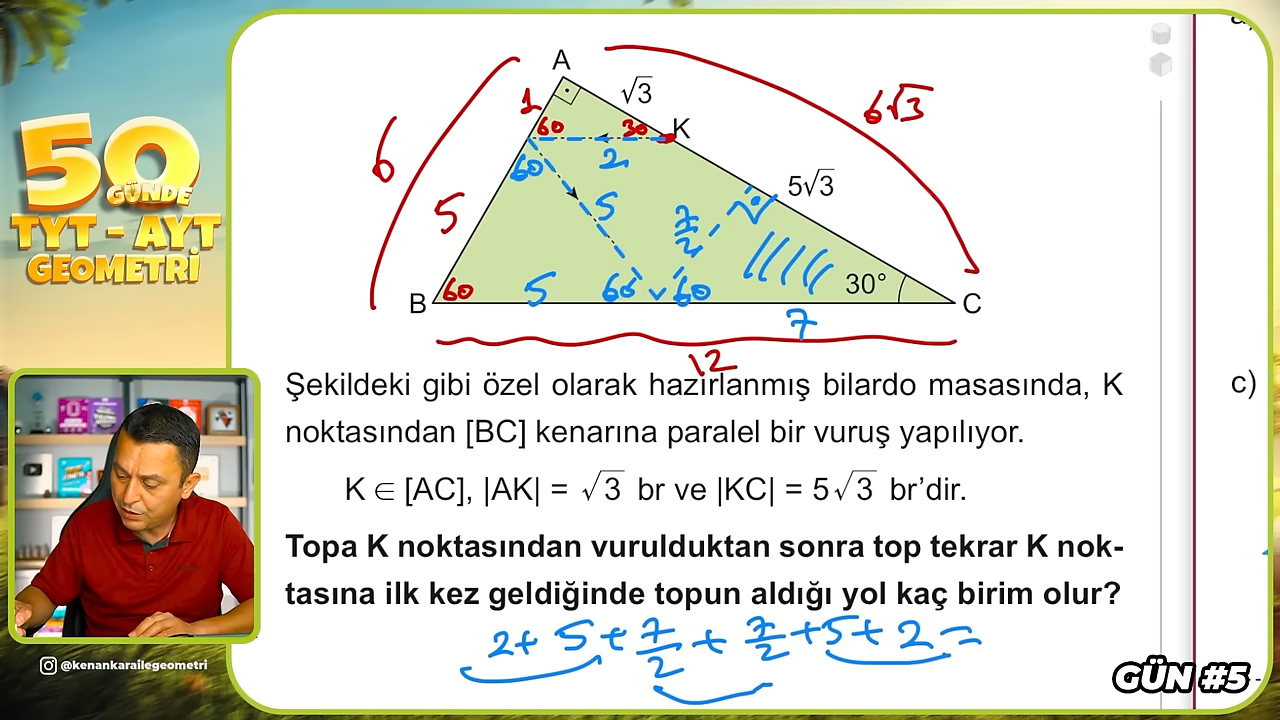 50
GÜNDE
TYT - AYT
GEOMETRİ
A
√3
K
6√3
1
60
30
6
2
60
5
5
5√3
7/2
30°
B
60
5
60
60
C
7
12
Şekildeki gibi özel olarak hazırlanmış bilardo masasında, K
noktasından [BC] kenarına paralel bir vuruş yapılıyor.
K ∈ [AC], |AK| = √3 br ve |KC| = 5√3 br’dir.
Topa K noktasından vurulduktan sonra top tekrar K nok-
tasına ilk kez geldiğinde topun aldığı yol kaç birim olur?
2 + 5 + 7/2 + 7/2 + 5 + 2 =
c)
@kenankarailegeometri
GÜN #5